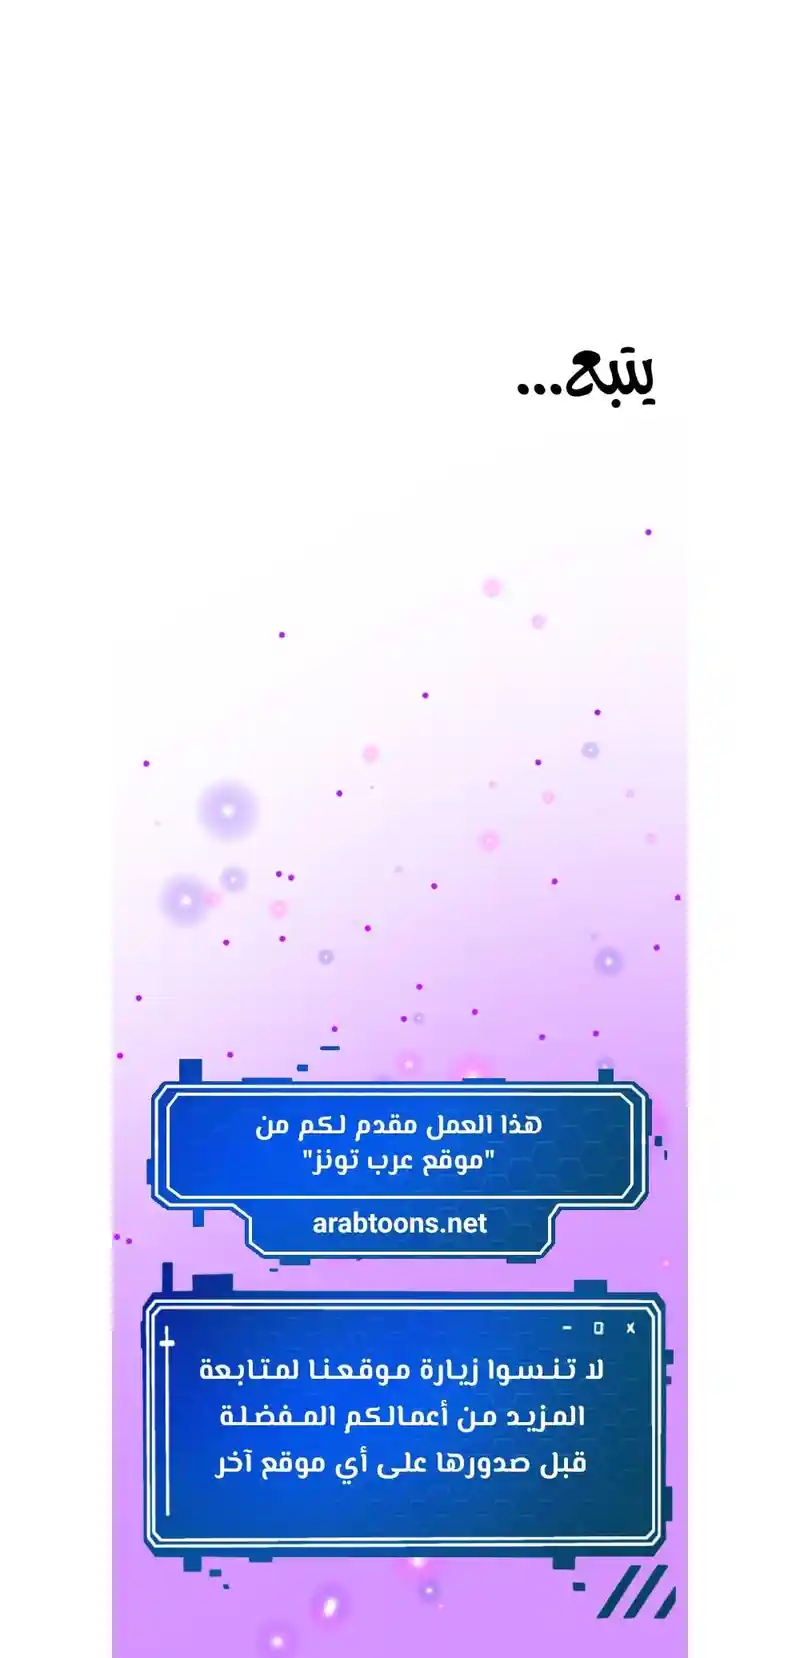 يتبع...
هذا العمل مقدم لكم من
"موقع عرب تونز"
arabtoons.net
لا تنسوا زيارة موقعنا لمتابعة
المزيد من أعمالكم المفضلة
قبل صدورها على أي موقع آخر